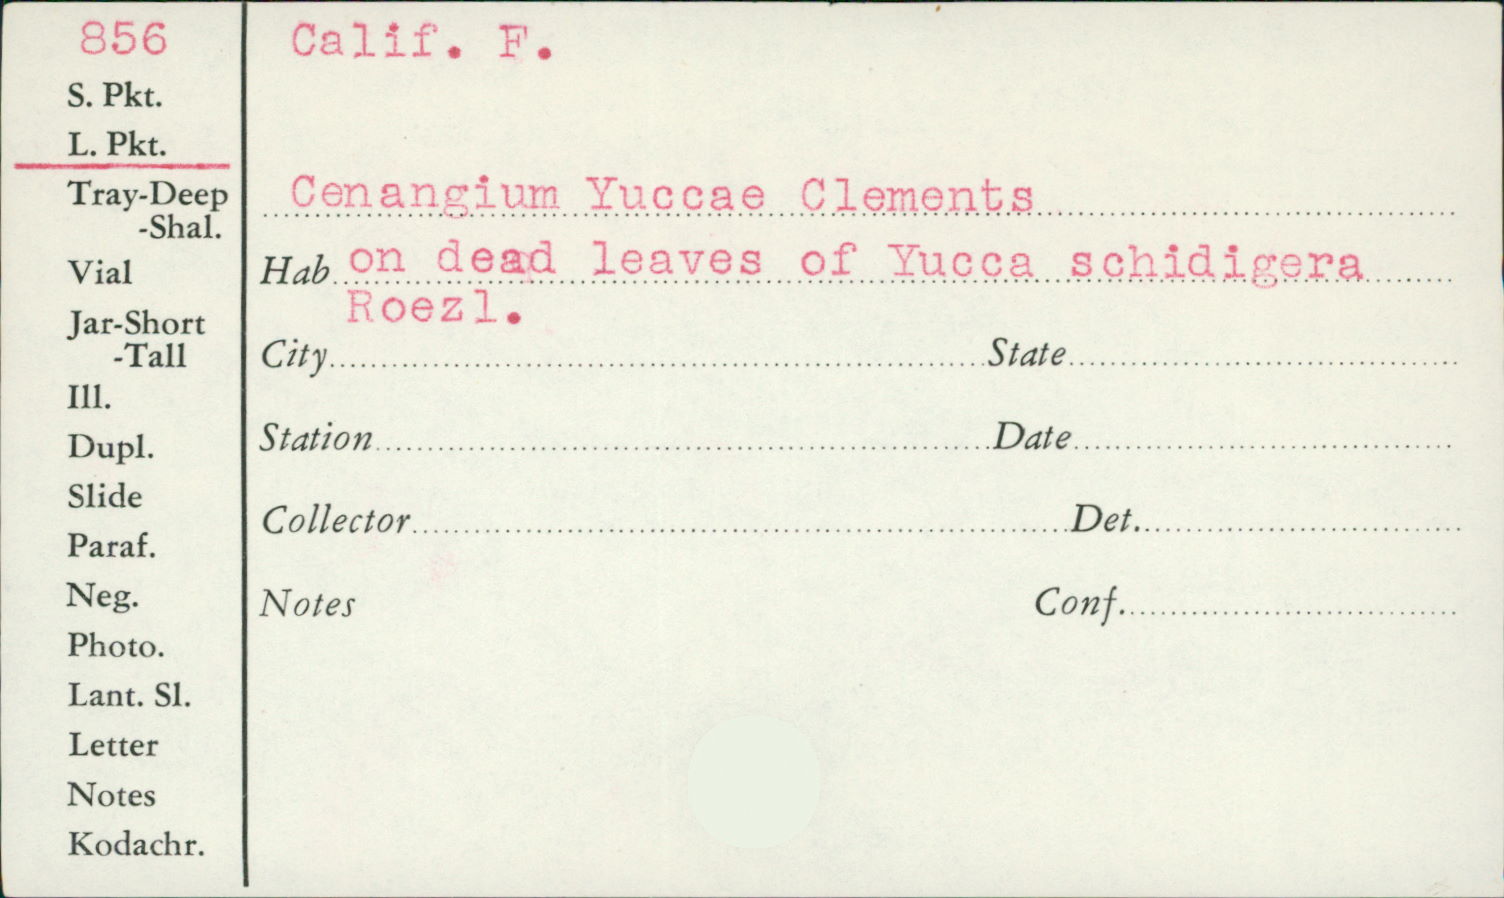 856
S. Pkt.
L. Pkt.
Tray-Deep
-Shal.
Vial
Jar-Short
-Tall
Ill.
Dupl.
Slide
Paraf.
Neg.
Photo.
Lant. Sl.
Letter
Notes
Kodachr.
Calif. F.
Cenangium Yuccae Clements
Hab on dead leaves of Yucca schidigera
Roezl.
City State
Station Date
Collector Det.
Notes Conf.